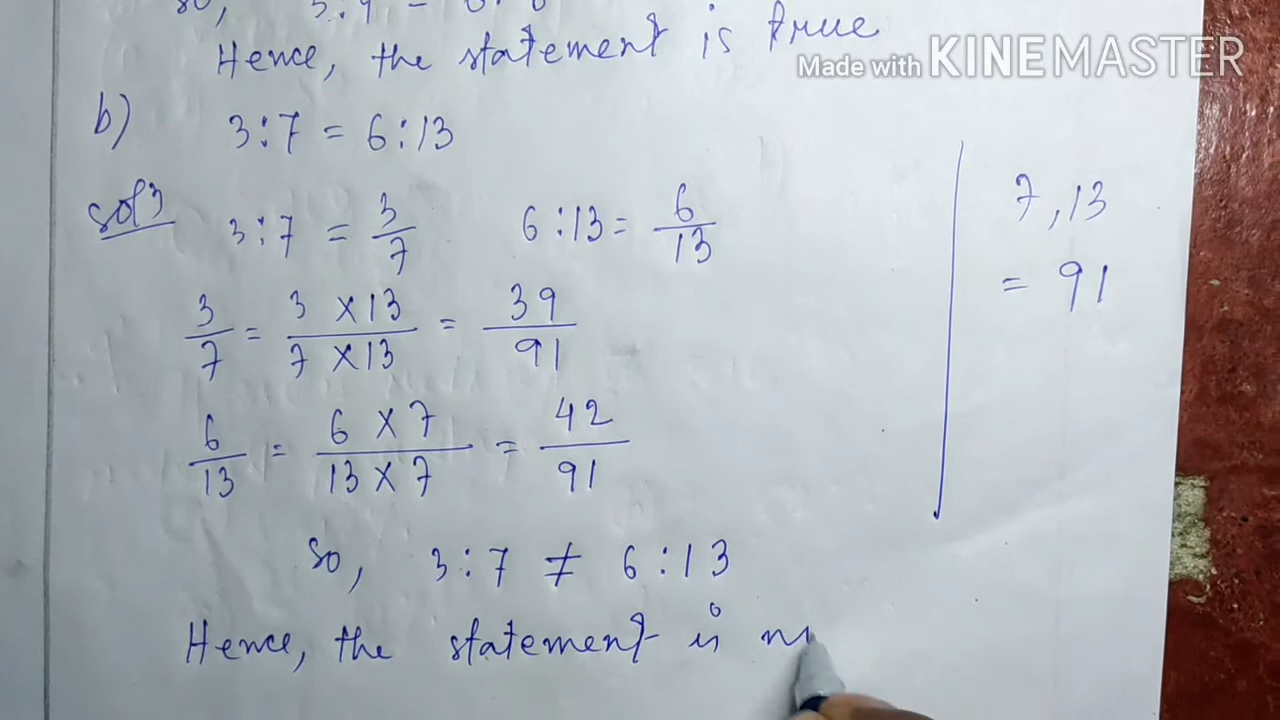 Hence, the statement is true
Made with KINEMASTER
b) 3:7 = 6:13
3:7 = 3/7 6:13 = 6/13
7, 13
= 91
3/7 = 3 × 13 / 7 × 13 = 39/91
6/13 = 6 × 7 / 13 × 7 = 42/91
so, 3:7 ≠ 6:13
Hence, the statement is